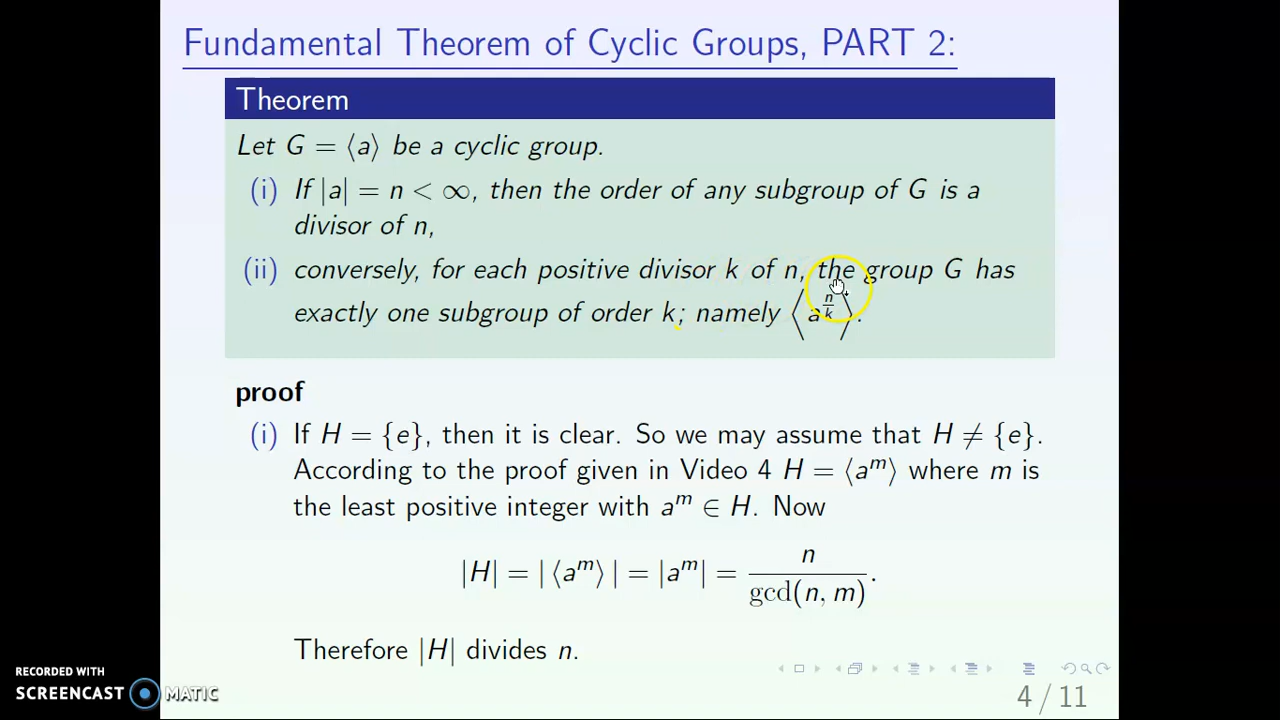 Fundamental Theorem of Cyclic Groups, PART 2:
Theorem
Let G = ⟨a⟩ be a cyclic group.
(i) If |a| = n < ∞, then the order of any subgroup of G is a
divisor of n,
(ii) conversely, for each positive divisor k of n, the group G has
exactly one subgroup of order k; namely ⟨a^{n/k}⟩.
proof
(i) If H = {e}, then it is clear. So we may assume that H ≠ {e}.
According to the proof given in Video 4 H = ⟨a^m⟩ where m is
the least positive integer with a^m ∈ H. Now
|H| = |⟨a^m⟩| = |a^m| = n / gcd(n, m).
Therefore |H| divides n.
RECORDED WITH
SCREENCAST MATIC
4 / 11